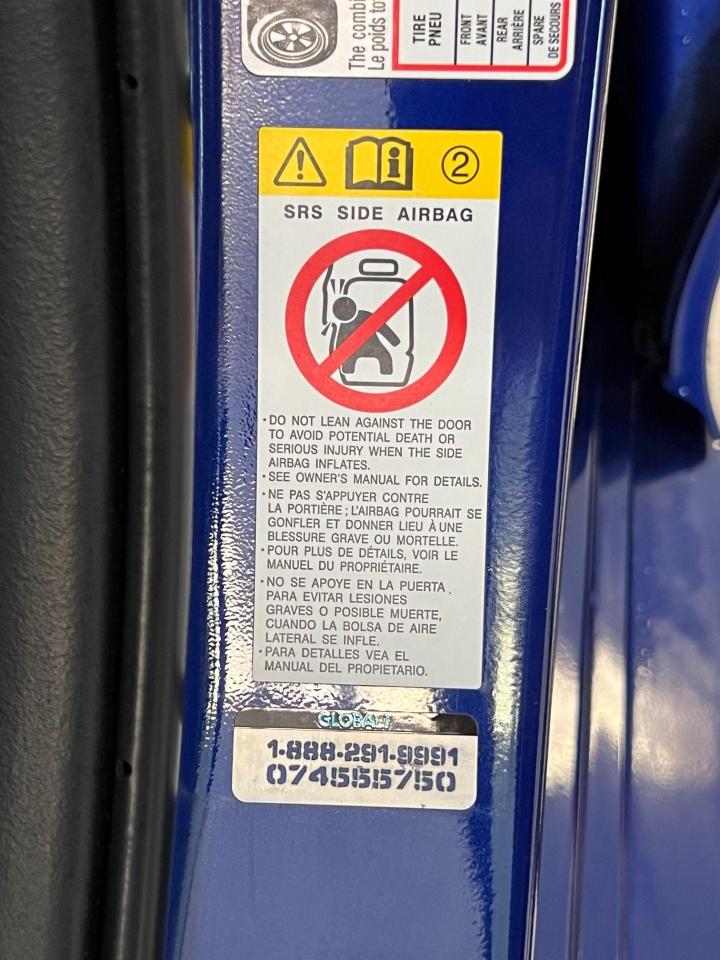 The combi
Le poids to
TIRE
PNEU
FRONT
AVANT
REAR
ARRIÈRE
SPARE
DE SECOURS
2
SRS SIDE AIRBAG
•DO NOT LEAN AGAINST THE DOOR
TO AVOID POTENTIAL DEATH OR
SERIOUS INJURY WHEN THE SIDE
AIRBAG INFLATES.
•SEE OWNER'S MANUAL FOR DETAILS.
•NE PAS S'APPUYER CONTRE
LA PORTIÈRE ; L'AIRBAG POURRAIT SE
GONFLER ET DONNER LIEU À UNE
BLESSURE GRAVE OU MORTELLE.
•POUR PLUS DE DÉTAILS, VOIR LE
MANUEL DU PROPRIÉTAIRE.
•NO SE APOYE EN LA PUERTA
PARA EVITAR LESIONES
GRAVES O POSIBLE MUERTE,
CUANDO LA BOLSA DE AIRE
LATERAL SE INFLE.
•PARA DETALLES VEA EL
MANUAL DEL PROPIETARIO.
GLOBALI
1-888-291-9991
074555750